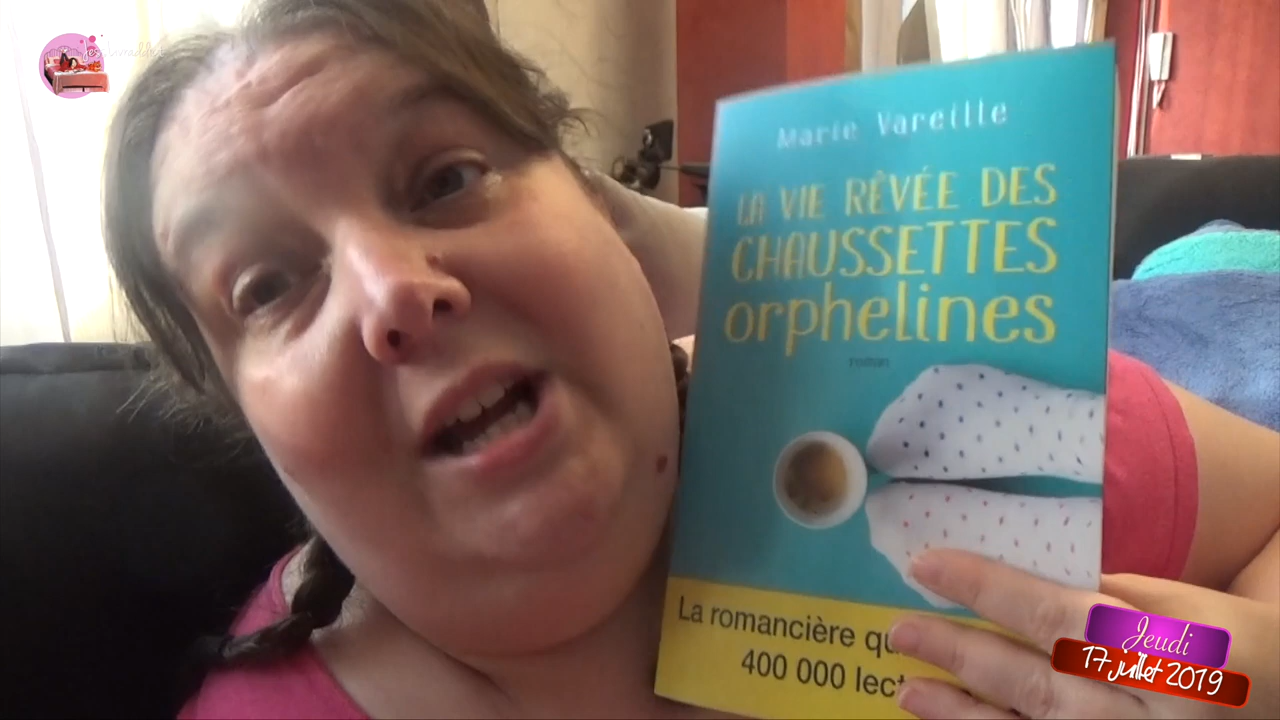 Marie Vareille
LA VIE RÊVÉE DES
CHAUSSETTES
orphelines
roman
La romancière qu
400 000 lect
Jeudi
17 juillet 2019